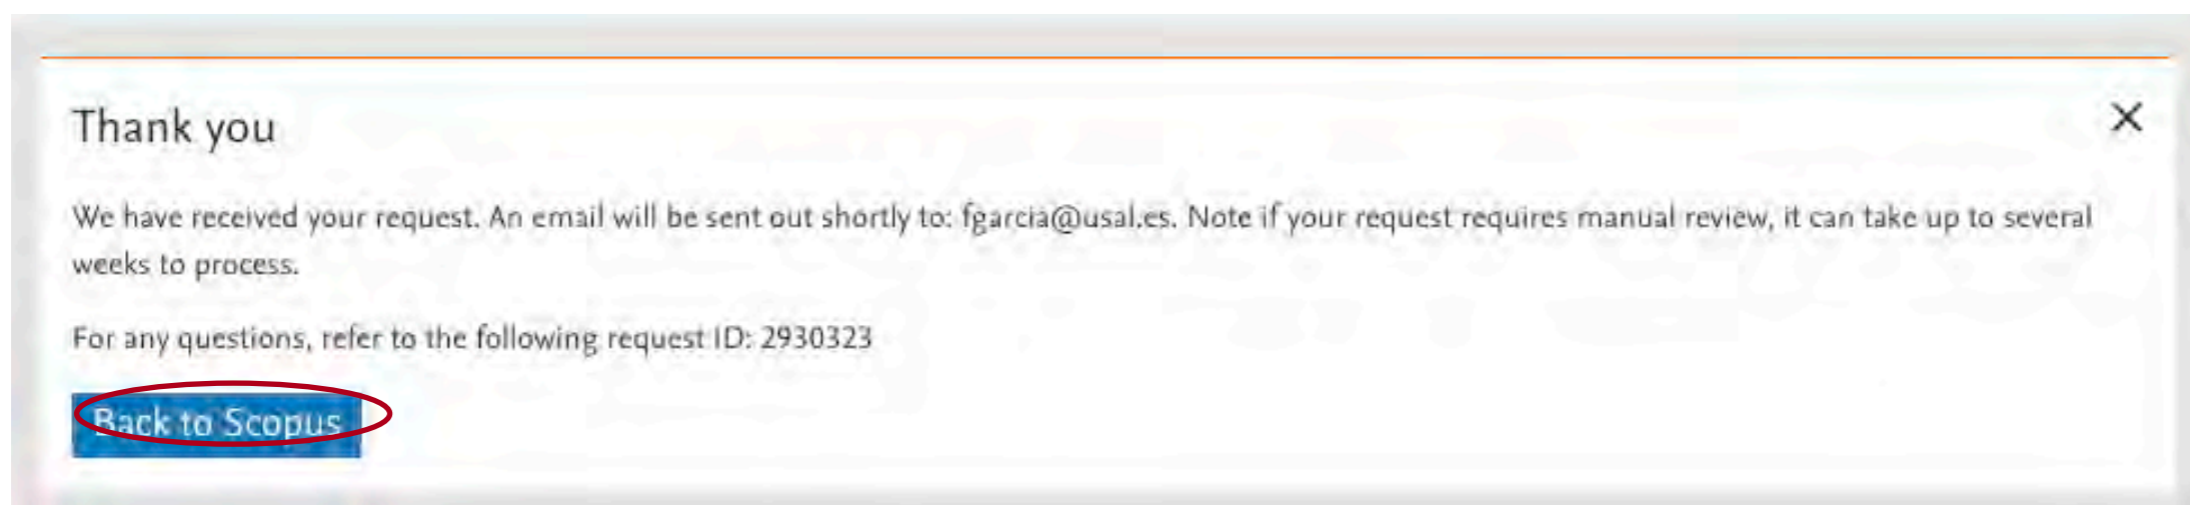 Thank you
We have received your request. An email will be sent out shortly to: fgarcia@usal.es. Note if your request requires manual review, it can take up to several
weeks to process.
For any questions, refer to the following request ID: 2930323
Back to Scopus